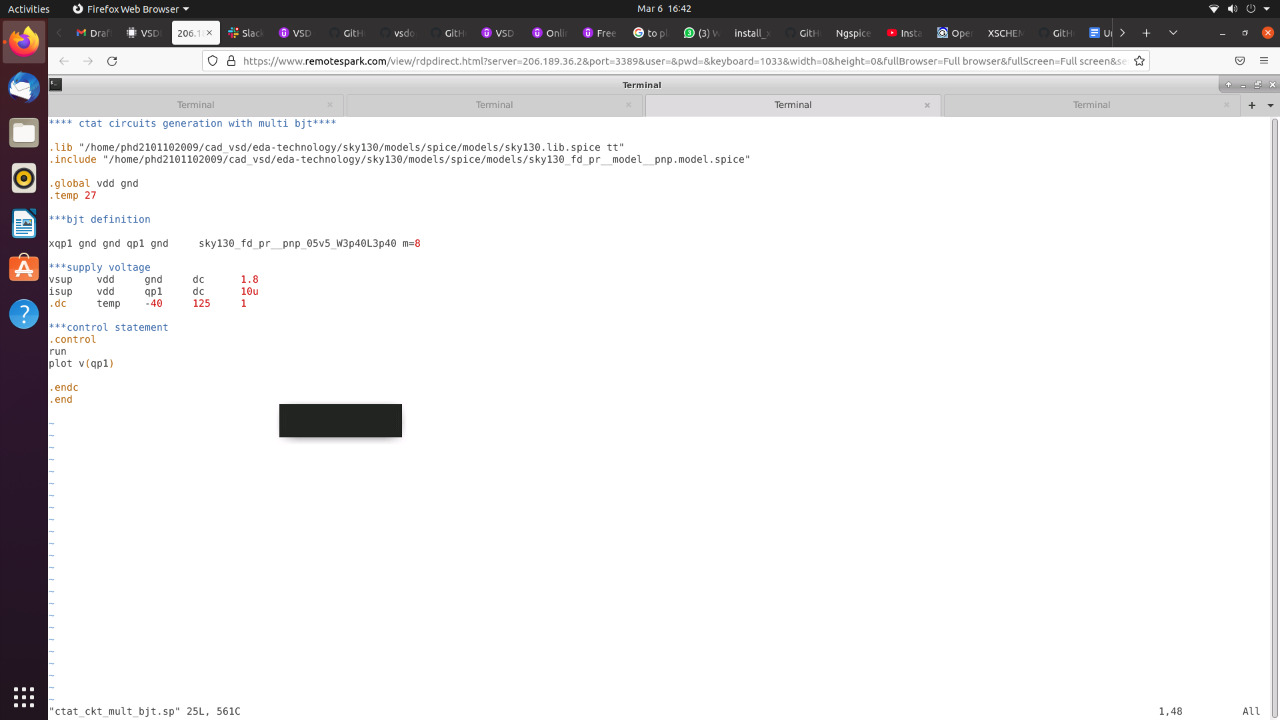 Activities
Firefox Web Browser
Mar 6 16:42
Draft
VSD
206.1
Slack
VSD
GitH
vsdo
GitH
VSD
Onli
Free
to pl
(3) W
Install_
GitH
Ngspice
Insta
Open
XSCHEM
GitH
Unt
https://www.remotespark.com/view/rdpdirect.html?server=206.189.36.2&port=3389&user=&pwd=&keyboard=1033&width=0&height=0&fullBrowser=Full browser&fullScreen=Full screen&se
Terminal
Terminal
Terminal
Terminal
Terminal
**** ctat circuits generation with multi bjt****
.lib "/home/phd2101102009/cad_vsd/eda-technology/sky130/models/spice/models/sky130.lib.spice tt"
.include "/home/phd2101102009/cad_vsd/eda-technology/sky130/models/spice/models/sky130_fd_pr__model__pnp.model.spice"
.global vdd gnd
.temp 27
***bjt definition
xqp1 gnd gnd qp1 gnd     sky130_fd_pr__pnp_05v5_W3p40L3p40 m=8
***supply voltage
vsup    vdd     gnd     dc      1.8
isup    vdd     qp1     dc      10u
.dc     temp    -40     125     1
***control statement
.control
run
plot v(qp1)
.endc
.end
"ctat_ckt_mult_bjt.sp" 25L, 561C
1,48
All